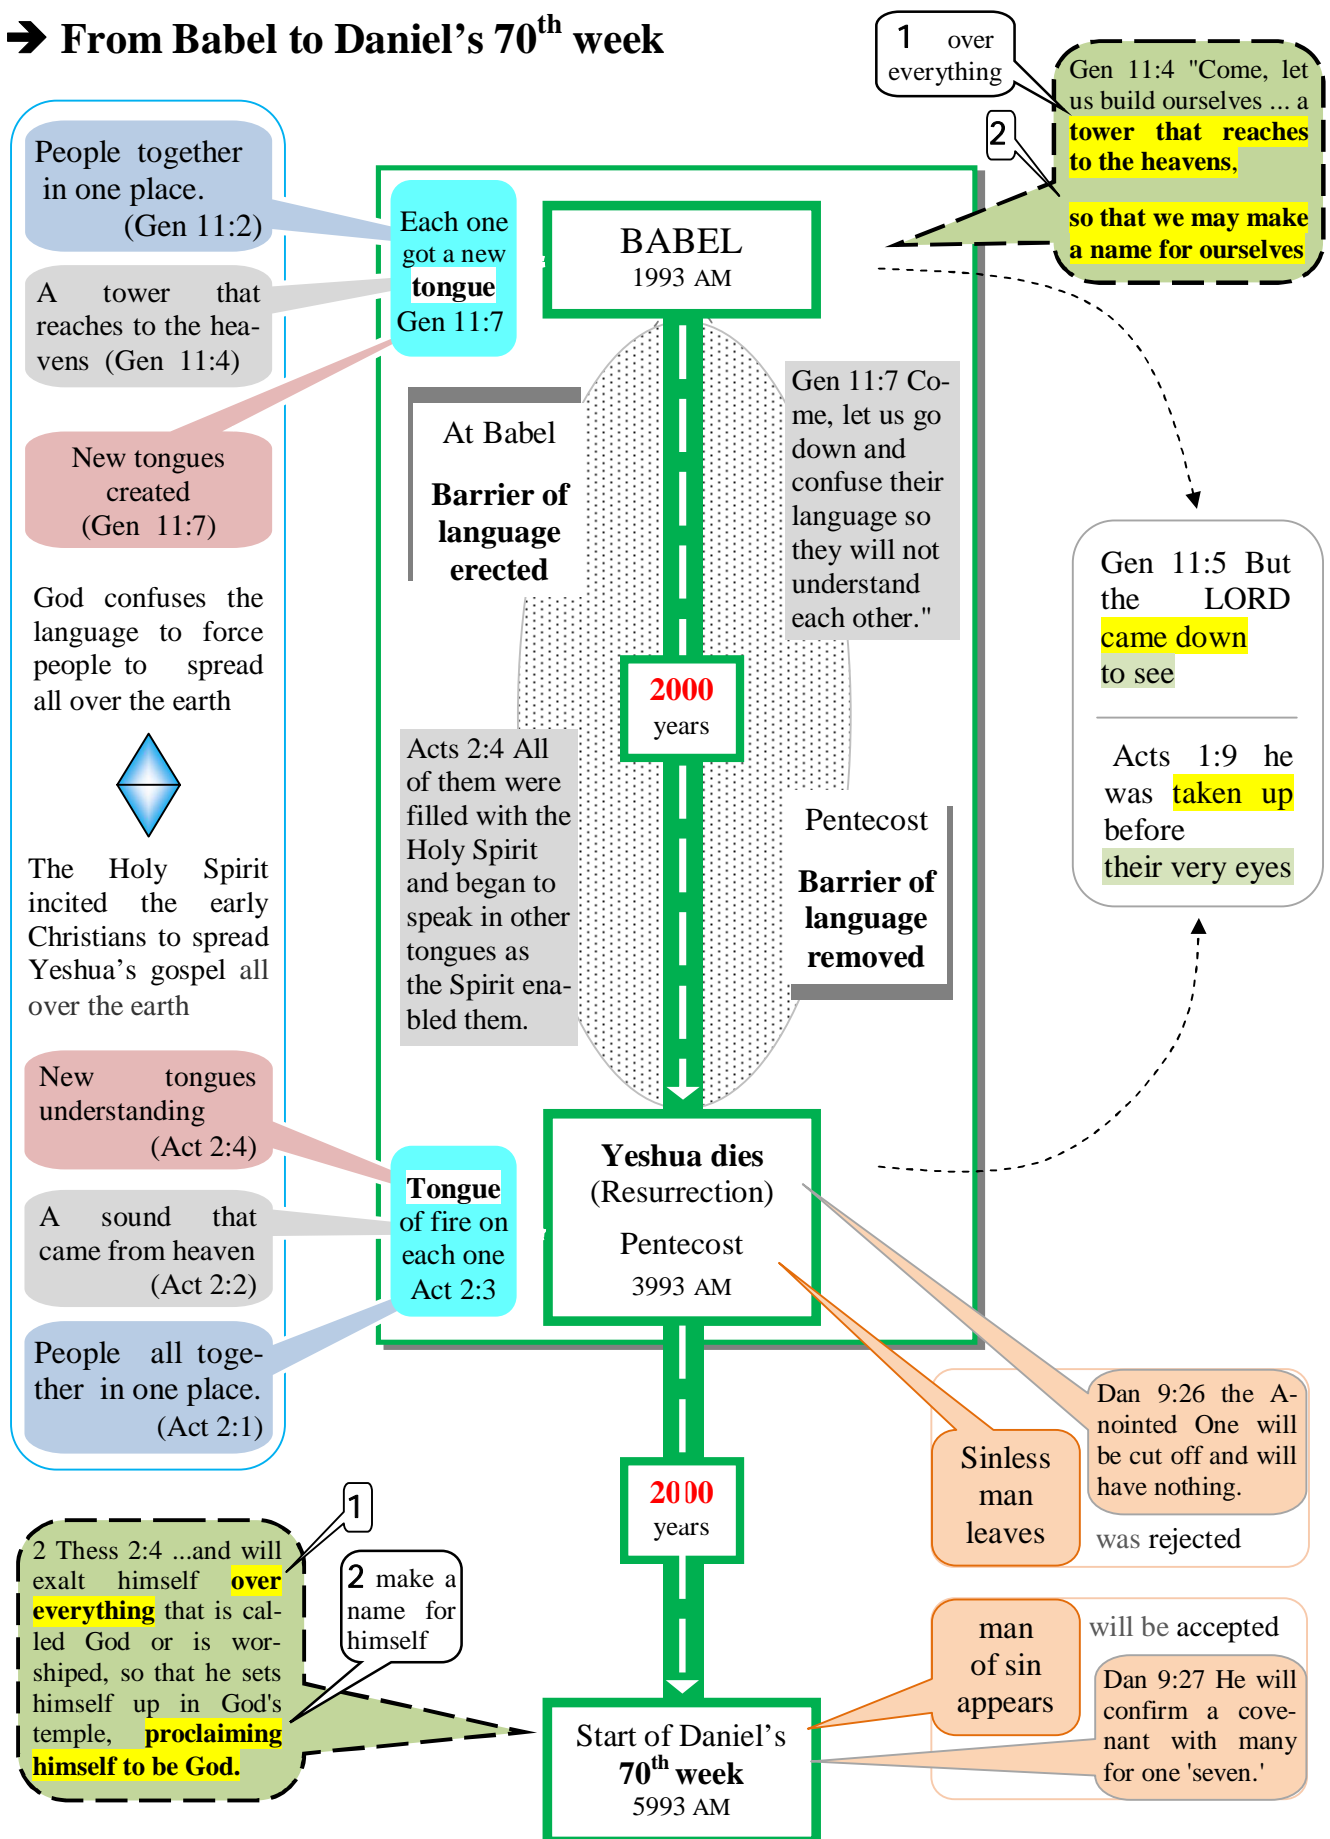 ➔ From Babel to Daniel's 70th week
1 over
everything
Gen 11:4 "Come, let
us build ourselves ... a
tower that reaches
to the heavens,
so that we may make
a name for ourselves
2
People together
in one place.
(Gen 11:2)
A tower that
reaches to the hea-
vens (Gen 11:4)
New tongues
created
(Gen 11:7)
God confuses the
language to force
people to spread
all over the earth
The Holy Spirit
incited the early
Christians to spread
Yeshua's gospel all
over the earth
New tongues
understanding
(Act 2:4)
A sound that
came from heaven
(Act 2:2)
People all toge-
ther in one place.
(Act 2:1)
Each one
got a new
tongue
Gen 11:7
BABEL
1993 AM
At Babel
Barrier of
language
erected
Gen 11:7 Co-
me, let us go
down and
confuse their
language so
they will not
understand
each other."
2000
years
Acts 2:4 All
of them were
filled with the
Holy Spirit
and began to
speak in other
tongues as
the Spirit ena-
bled them.
Pentecost
Barrier of
language
removed
Gen 11:5 But
the LORD
came down
to see
Acts 1:9 he
was taken up
before
their very eyes
Tongue
of fire on
each one
Act 2:3
Yeshua dies
(Resurrection)
Pentecost
3993 AM
Dan 9:26 the A-
nointed One will
be cut off and will
have nothing.
Sinless
man
leaves
was rejected
2000
years
1
2 Thess 2:4 ...and will
exalt himself over
everything that is cal-
led God or is wor-
shiped, so that he sets
himself up in God's
temple, proclaiming
himself to be God.
2 make a
name for
himself
man
of sin
appears
will be accepted
Dan 9:27 He will
confirm a cove-
nant with many
for one 'seven.'
Start of Daniel's
70th week
5993 AM